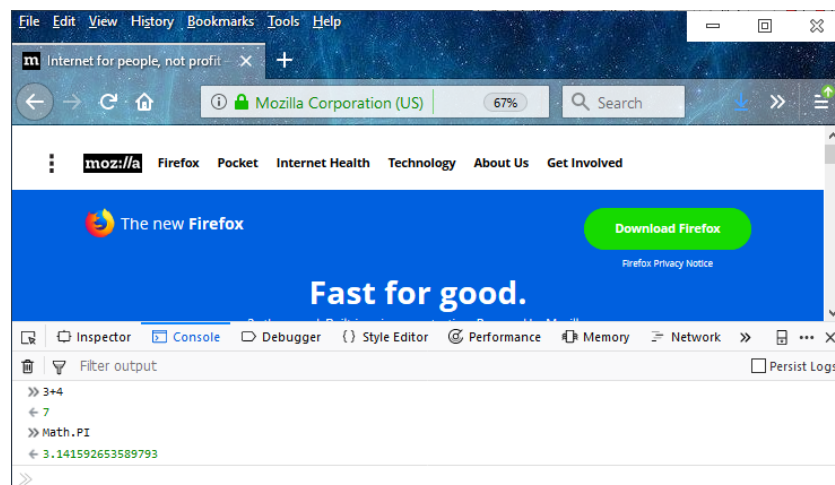 File Edit View History Bookmarks Tools Help
m Internet for people, not profit –
Mozilla Corporation (US) 67% Search
moz://a Firefox Pocket Internet Health Technology About Us Get Involved
The new Firefox
Download Firefox
Firefox Privacy Notice
Fast for good.
Inspector Console Debugger {} Style Editor Performance Memory Network
Filter output Persist Logs
3+4
7
Math.PI
3.141592653589793